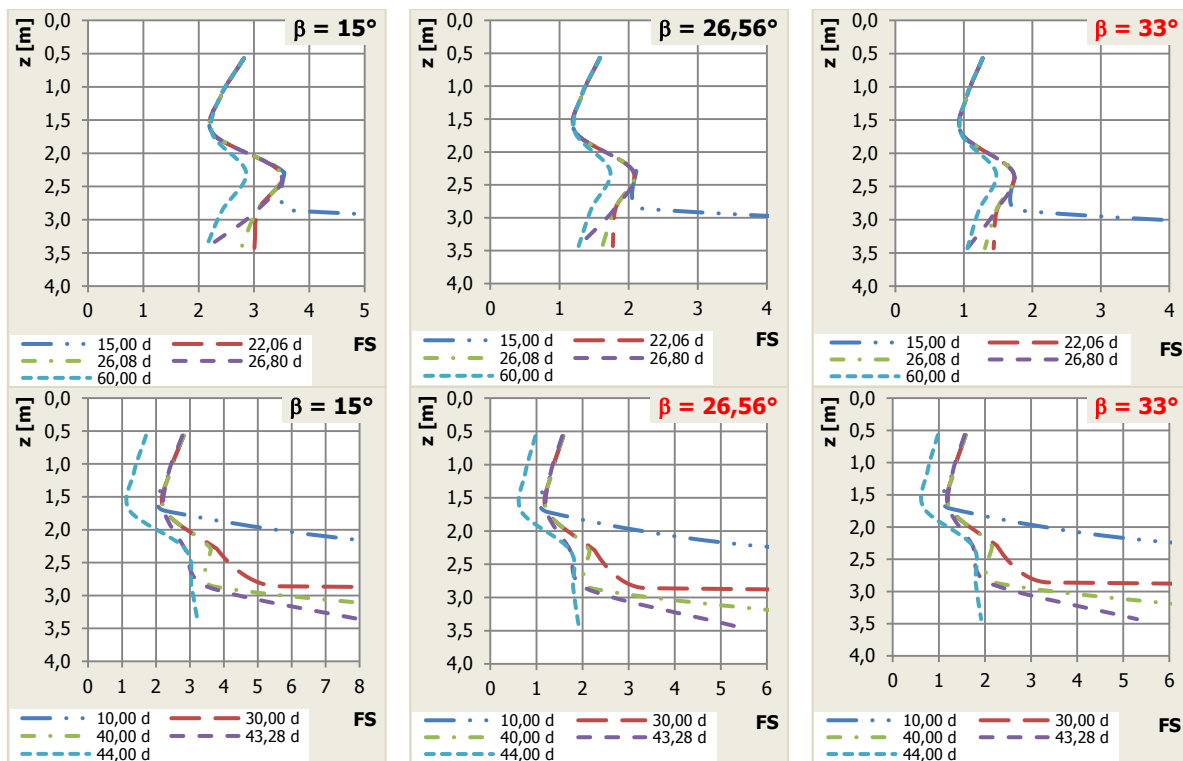 β = 15°
z [m]
0,0
0,5
1,0
1,5
2,0
2,5
3,0
3,5
4,0
0 1 2 3 4 5
FS
15,00 d 22,06 d
26,08 d 26,80 d
60,00 d
β = 26,56°
z [m]
0,0
0,5
1,0
1,5
2,0
2,5
3,0
3,5
4,0
0 1 2 3 4
FS
15,00 d 22,06 d
26,08 d 26,80 d
60,00 d
β = 33°
z [m]
0,0
0,5
1,0
1,5
2,0
2,5
3,0
3,5
4,0
0 1 2 3 4
FS
15,00 d 22,06 d
26,08 d 26,80 d
60,00 d
β = 15°
z [m]
0,0
0,5
1,0
1,5
2,0
2,5
3,0
3,5
4,0
0 1 2 3 4 5 6 7 8
FS
10,00 d 30,00 d
40,00 d 43,28 d
44,00 d
β = 26,56°
z [m]
0,0
0,5
1,0
1,5
2,0
2,5
3,0
3,5
4,0
0 1 2 3 4 5 6
FS
10,00 d 30,00 d
40,00 d 43,28 d
44,00 d
β = 33°
z [m]
0,0
0,5
1,0
1,5
2,0
2,5
3,0
3,5
4,0
0 1 2 3 4 5 6
FS
10,00 d 30,00 d
40,00 d 43,28 d
44,00 d